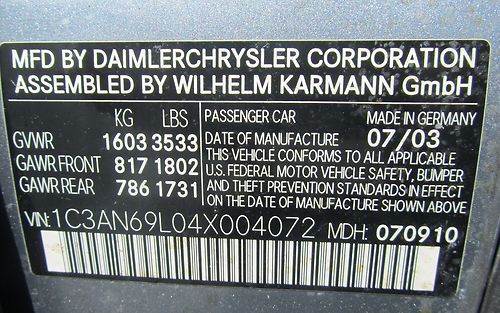 MFD BY DAIMLERCHRYSLER CORPORATION
ASSEMBLED BY WILHELM KARMANN GmbH
KG LBS
GVWR 1603 3533
GAWR FRONT 817 1802
GAWR REAR 786 1731
PASSENGER CAR MADE IN GERMANY
DATE OF MANUFACTURE 07/03
THIS VEHICLE CONFORMS TO ALL APPLICABLE
U.S. FEDERAL MOTOR VEHICLE SAFETY, BUMPER
AND THEFT PREVENTION STANDARDS IN EFFECT
ON THE DATE OF MANUFACTURE SHOWN ABOVE.
VIN: 1C3AN69L04X004072 MDH: 070910